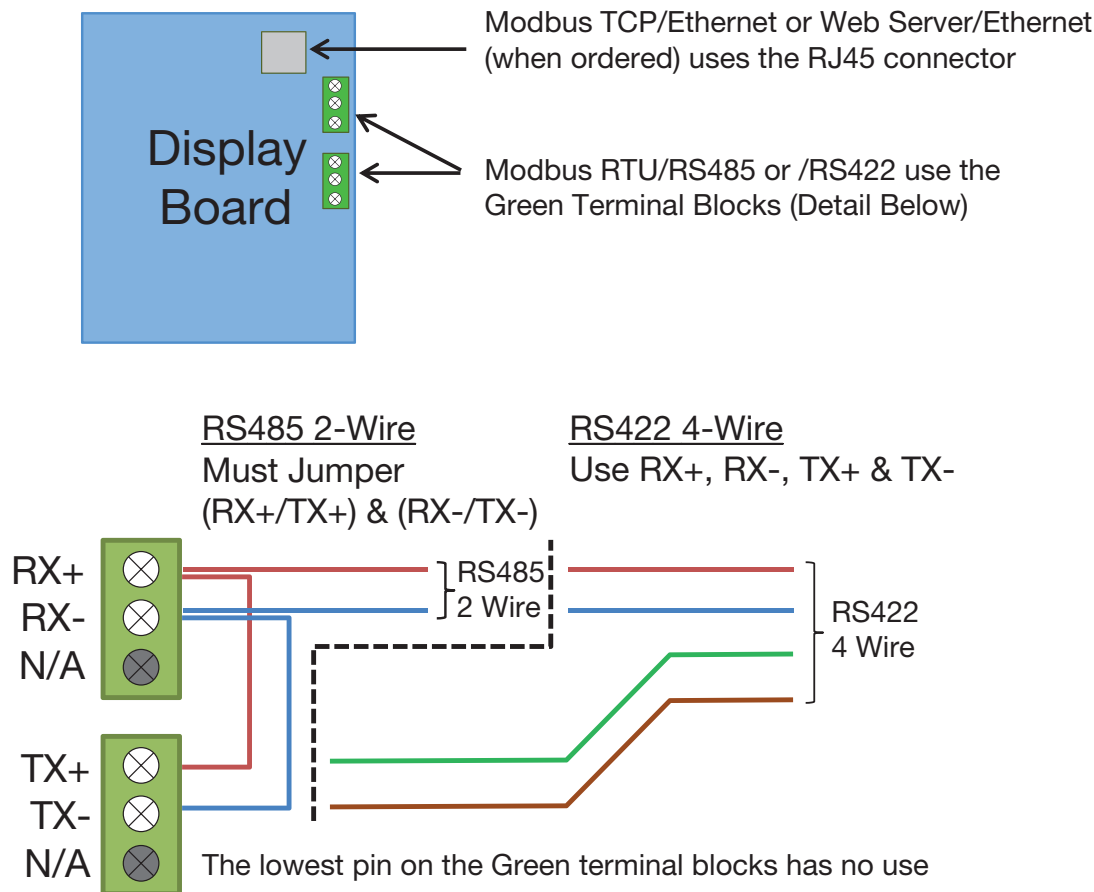 Modbus TCP/Ethernet or Web Server/Ethernet
(when ordered) uses the RJ45 connector
Display
Board
Modbus RTU/RS485 or /RS422 use the
Green Terminal Blocks (Detail Below)
RS485 2-Wire
Must Jumper
(RX+/TX+) & (RX-/TX-)
RS422 4-Wire
Use RX+, RX-, TX+ & TX-
RX+
RX-
N/A
RS485
2 Wire
RS422
4 Wire
TX+
TX-
N/A
The lowest pin on the Green terminal blocks has no use